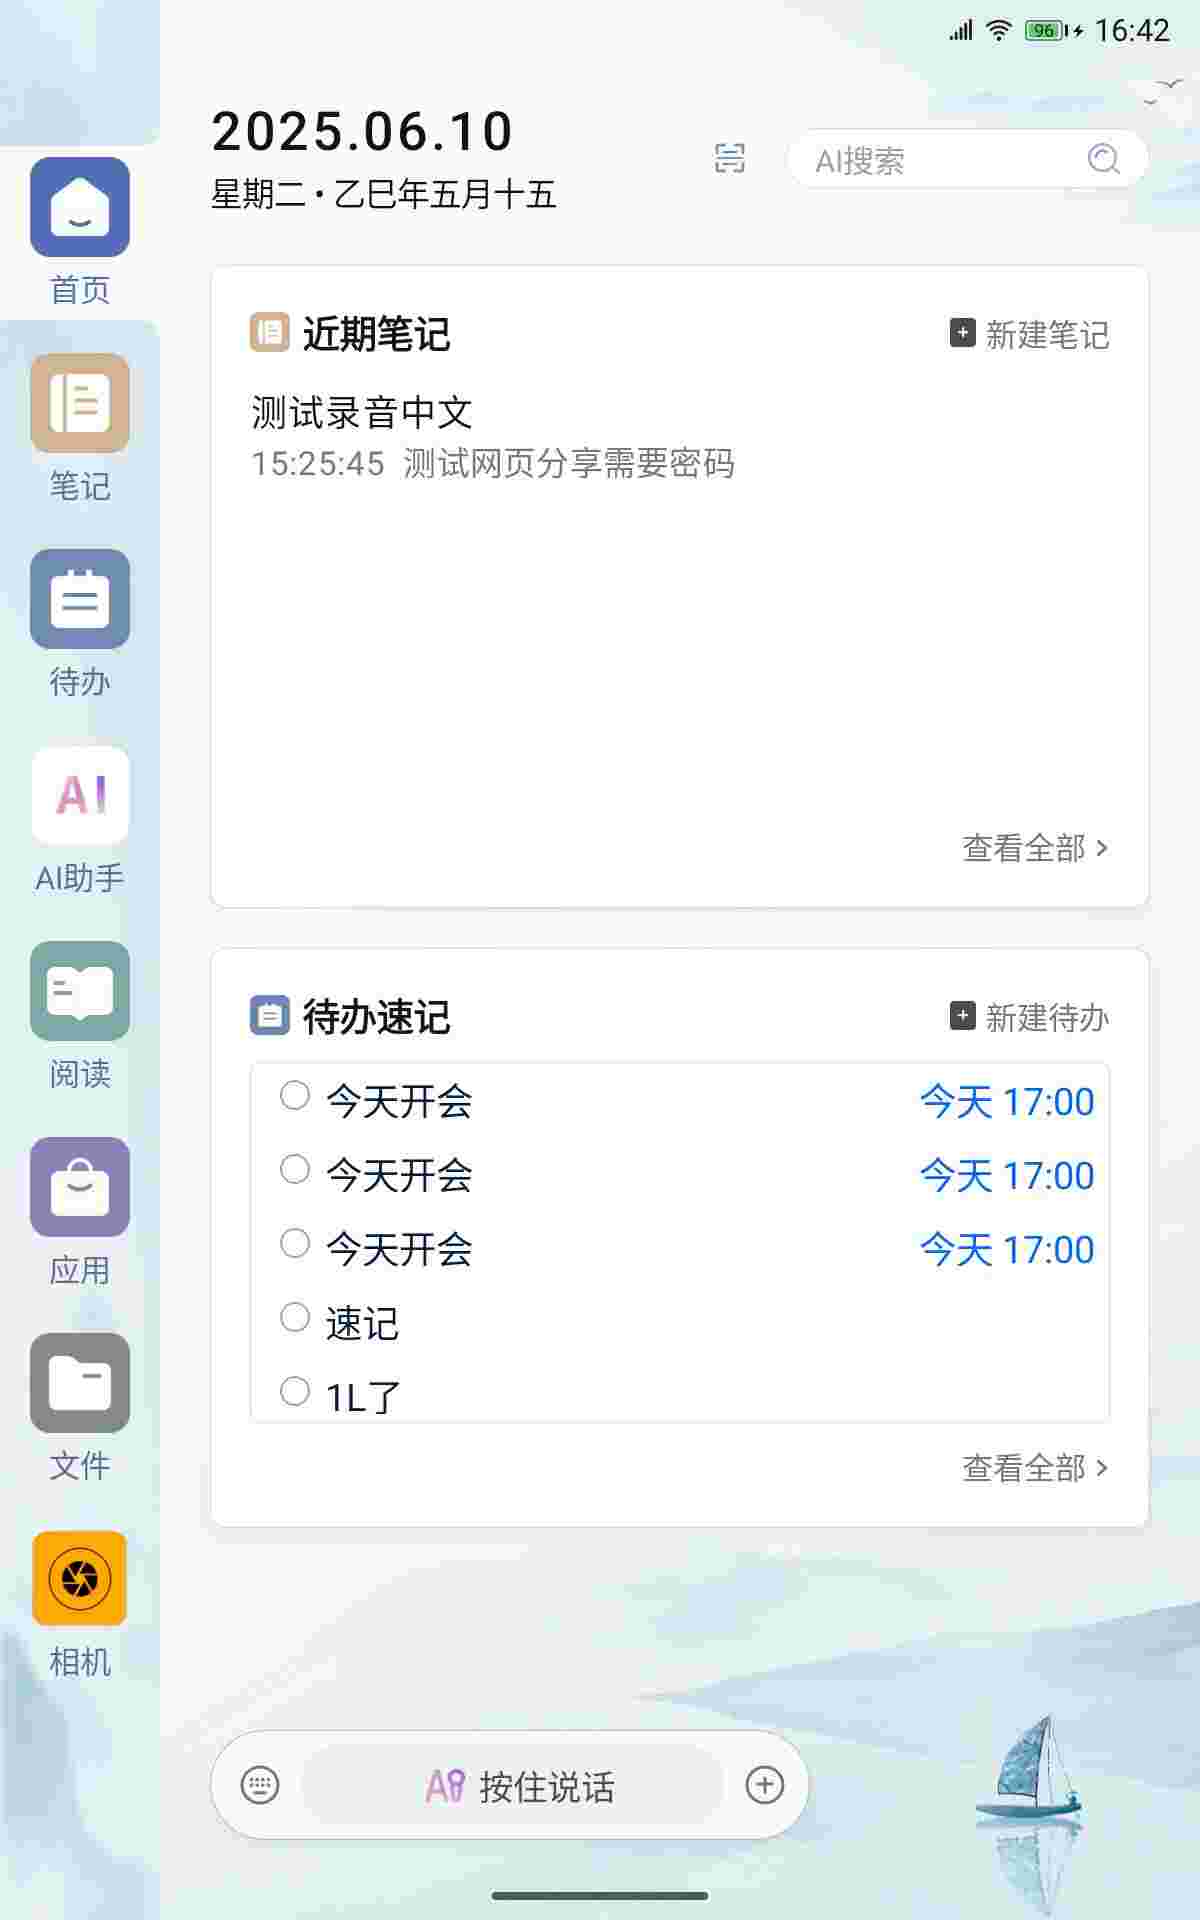 96 16:42
2025.06.10
星期二·乙巳年五月十五
AI搜索
首页
笔记
待办
AI
AI助手
阅读
应用
文件
相机
近期笔记
新建笔记
测试录音中文
15:25:45 测试网页分享需要密码
查看全部 >
待办速记
新建待办
今天开会 今天 17:00
今天开会 今天 17:00
今天开会 今天 17:00
速记
1L了
查看全部 >
AI 按住说话